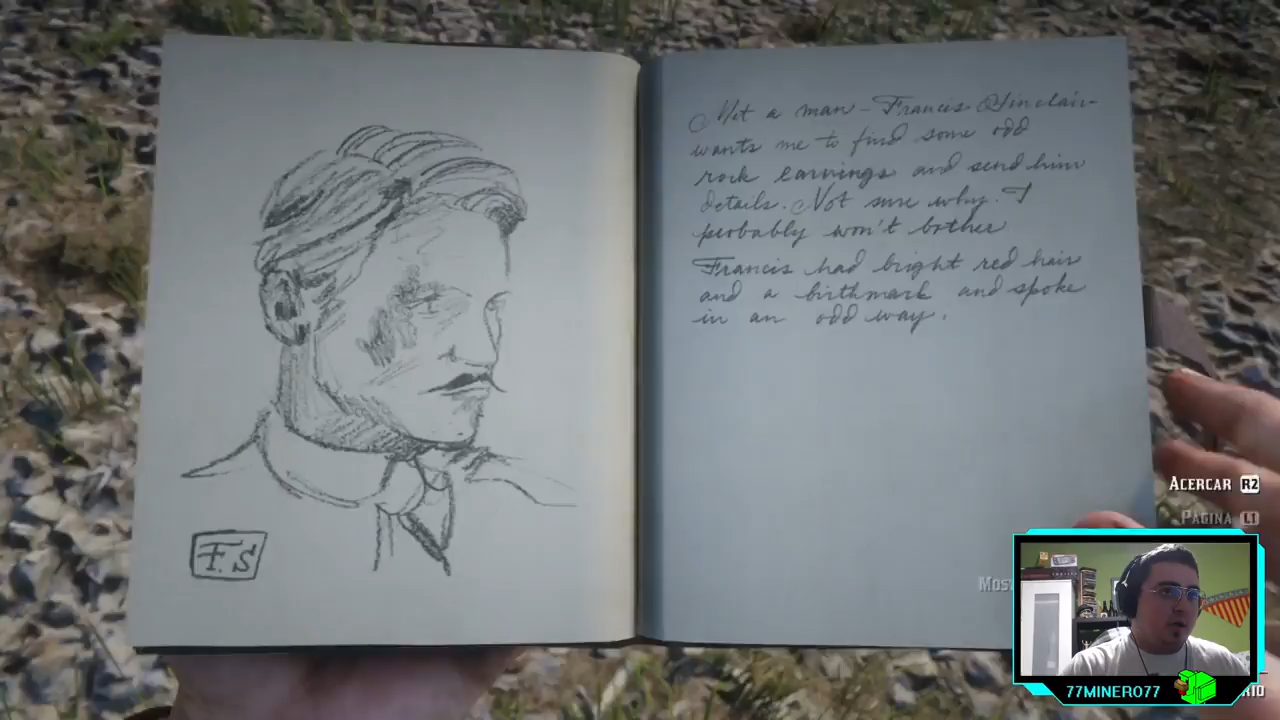 Met a man - Francis Sinclair -
wants me to find some odd
rock carvings and send him
details. Not sure why. I
probably won't bother
Francis had bright red hair
and a birthmark and spoke
in an odd way.
F.S
ACERCAR R2
PÁGINA L1
77MINERO77